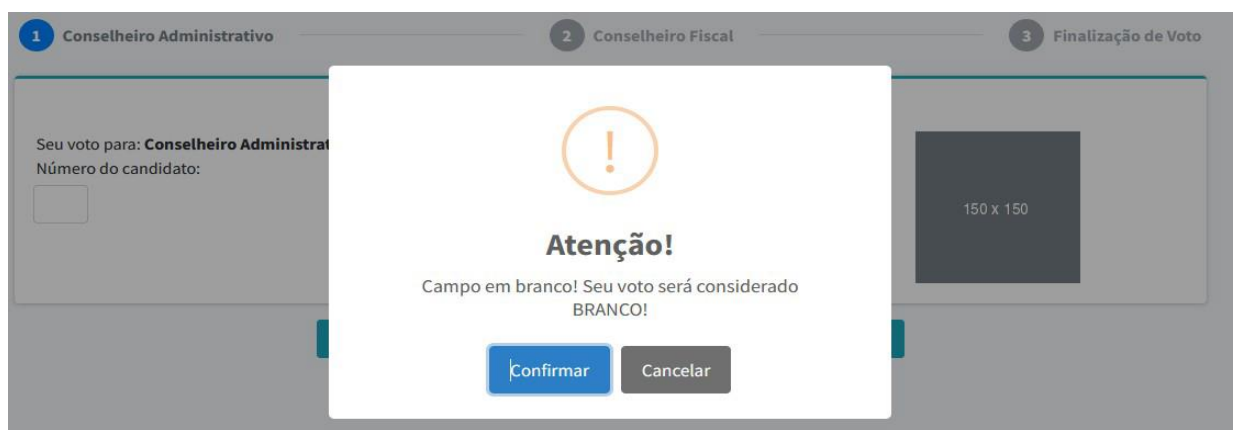 1 Conselheiro Administrativo 2 Conselheiro Fiscal 3 Finalização de Voto
!
Seu voto para: Conselheiro Administrat
Número do candidato:
150 x 150
Atenção!
Campo em branco! Seu voto será considerado
BRANCO!
Confirmar Cancelar